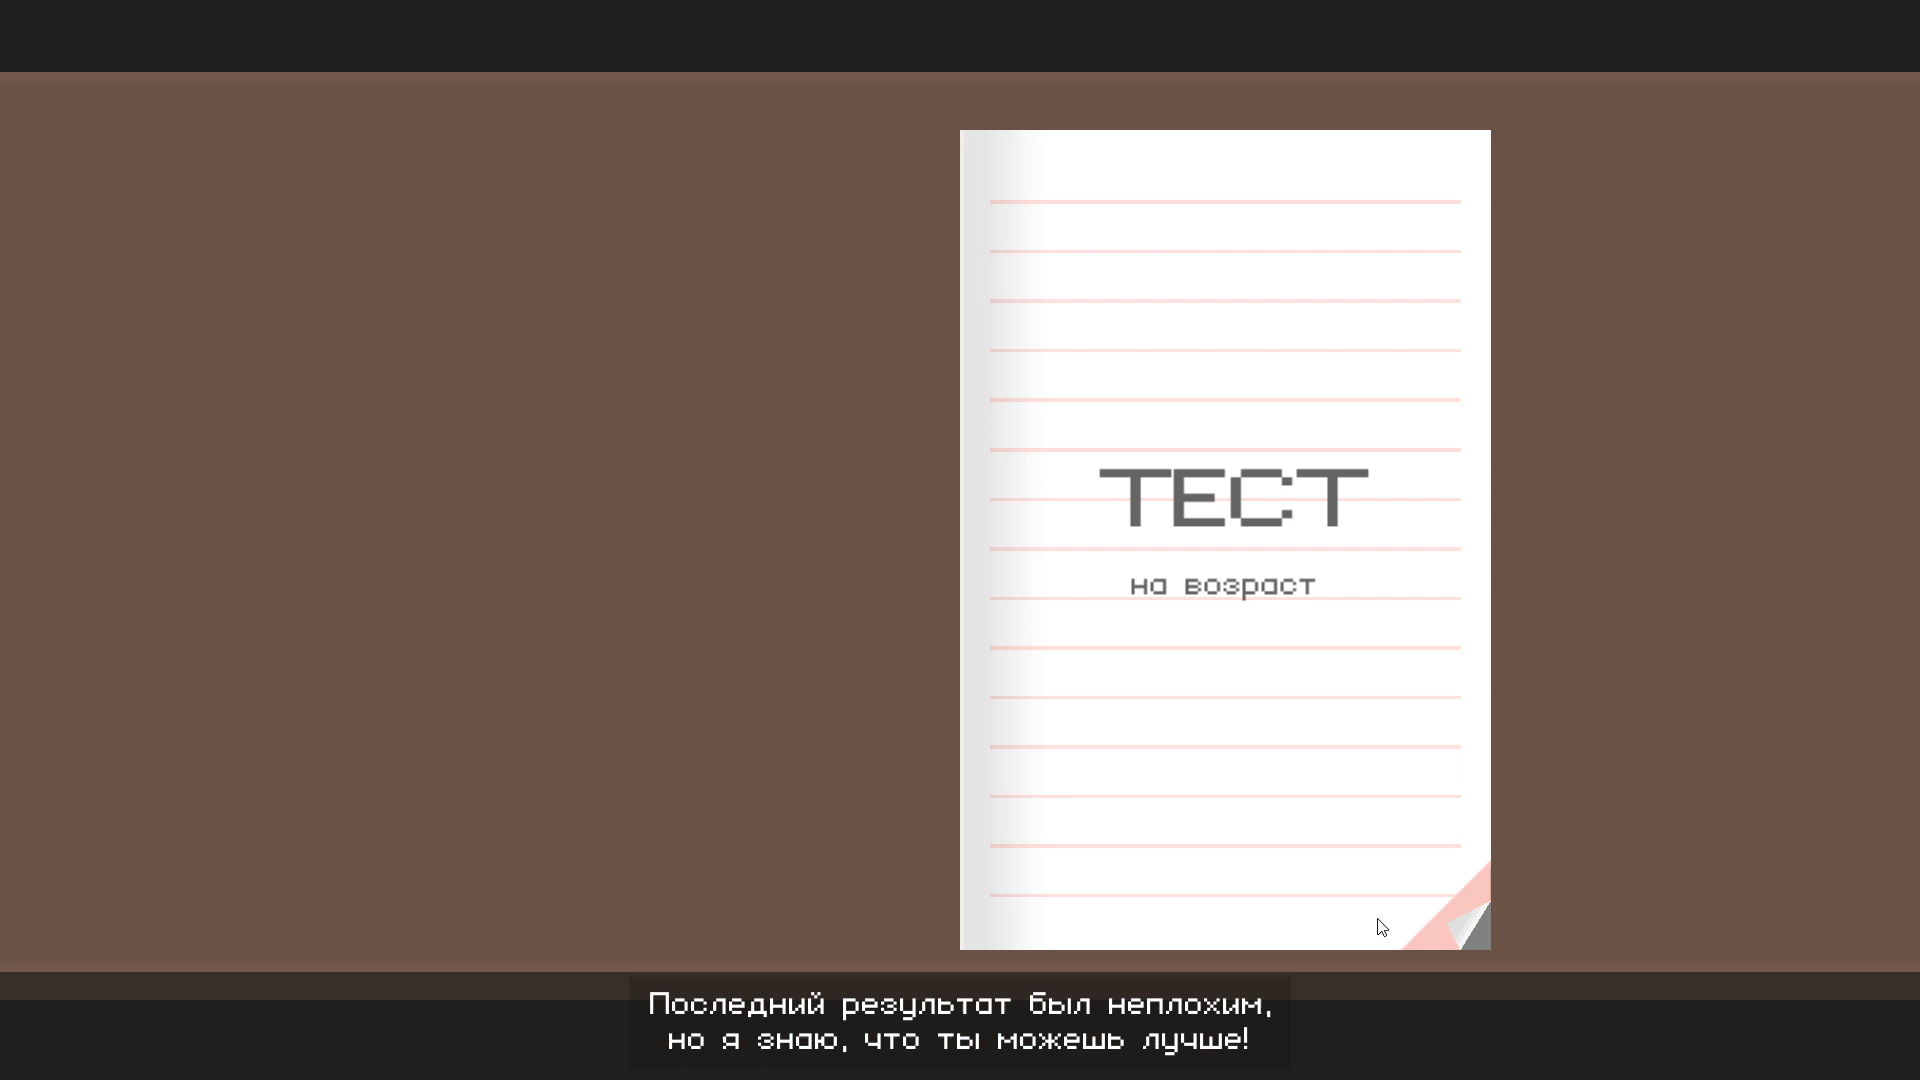 ТЕСТ
на возраст
Последний результат был неплохим,
но я знаю, что ты можешь лучше!